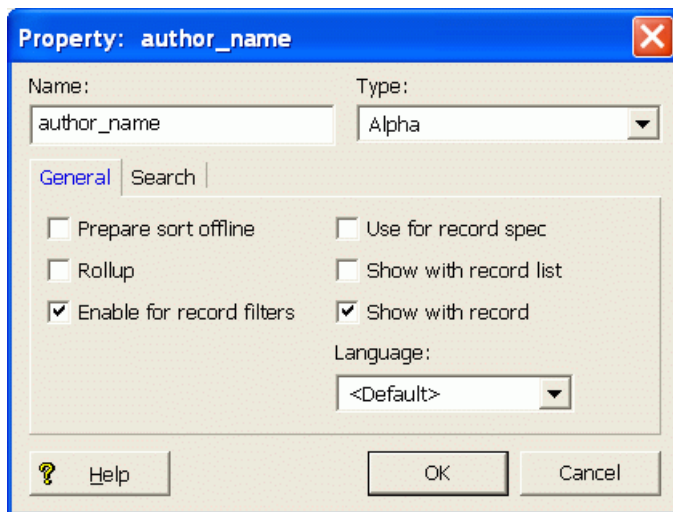 Property: author_name
Name:
Type:
author_name
Alpha
General
Search
Prepare sort offline
Use for record spec
Rollup
Show with record list
Enable for record filters
Show with record
Language:
<Default>
? Help
OK
Cancel